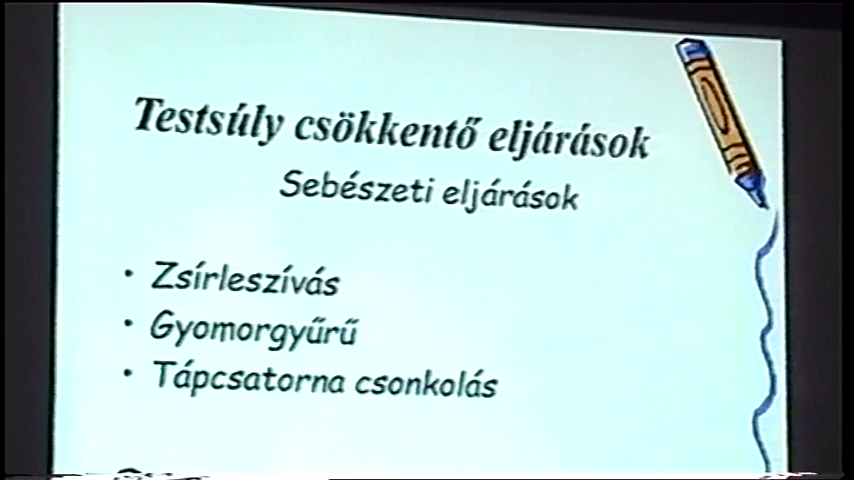 Testsúly csökkentő eljárások
Sebészeti eljárások
• Zsírleszívás
• Gyomorgyűrű
• Tápcsatorna csonkolás